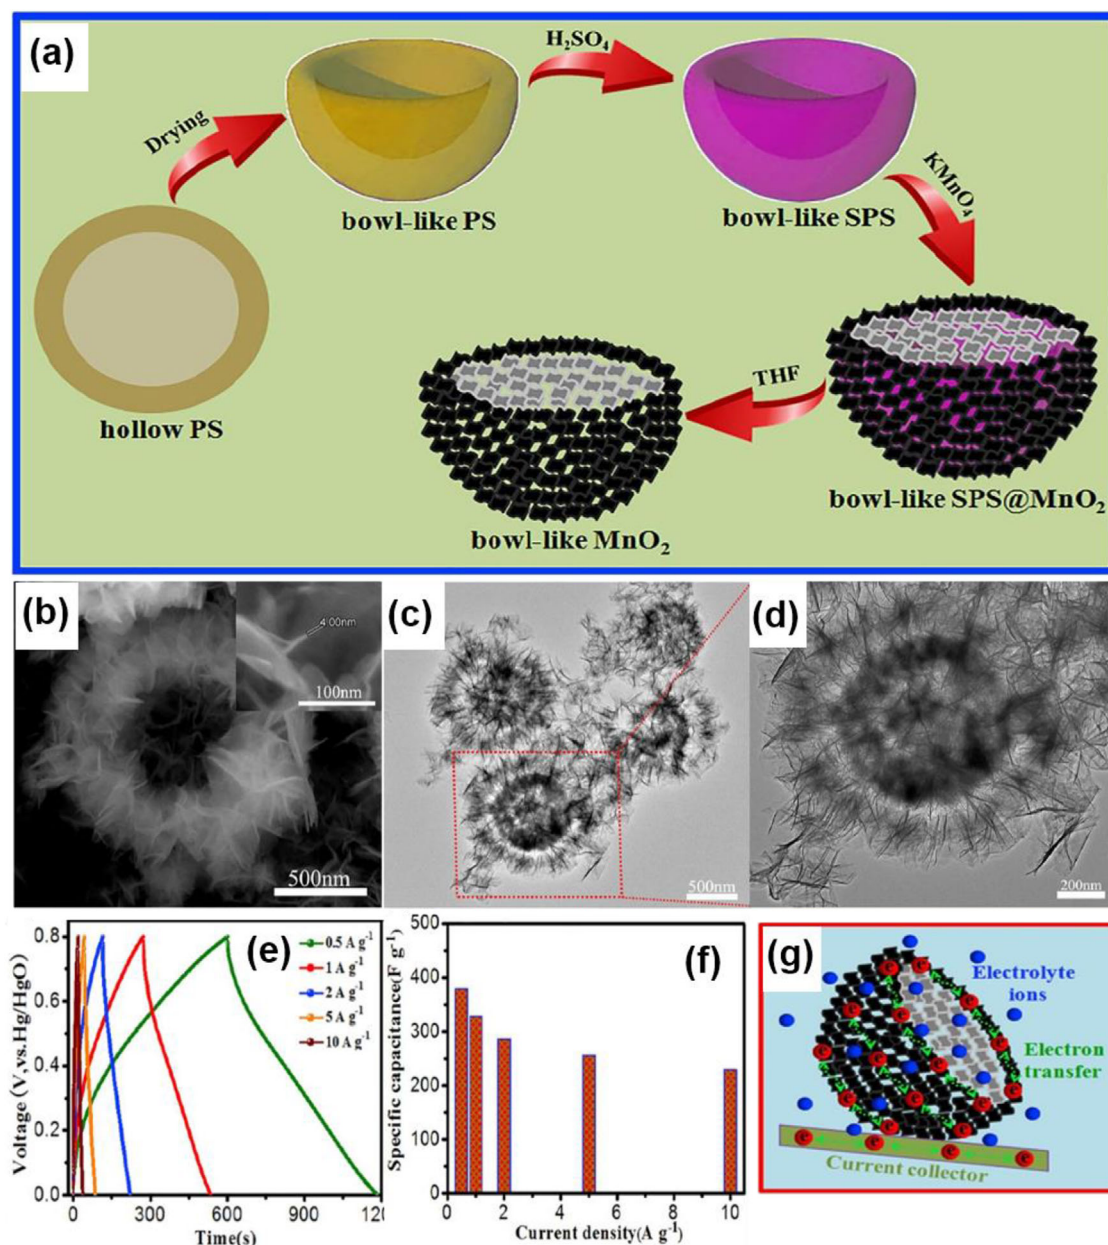 (a)
H₂SO₄
Drying
KMnO₄
bowl-like PS
bowl-like SPS
THF
hollow PS
bowl-like SPS@MnO₂
bowl-like MnO₂
(b)
4.00nm
100nm
500nm
(c)
500nm
(d)
200nm
(e)
Voltage (V,vs.Hg/HgO)
0.8
0.6
0.4
0.2
0.0
0.5 A g⁻¹
1 A g⁻¹
2 A g⁻¹
5 A g⁻¹
10 A g⁻¹
0 300 600 900 120
Time(s)
(f)
Specific capacitance(F g⁻¹)
500
400
300
200
100
0
0 2 4 6 8 10
Current density(A g⁻¹)
(g)
Electrolyte
ions
Electron
transfer
e e e e e e e e e e e e e e e e
Current collector